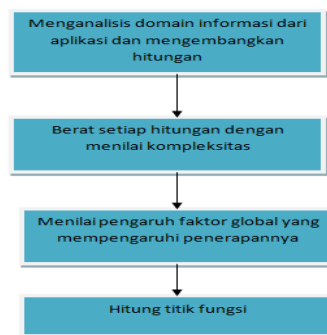 Menganalisis domain informasi dari
aplikasi dan mengembangkan
hitungan
Berat setiap hitungan dengan
menilai kompleksitas
Menilai pengaruh faktor global yang
mempengaruhi penerapannya
Hitung titik fungsi